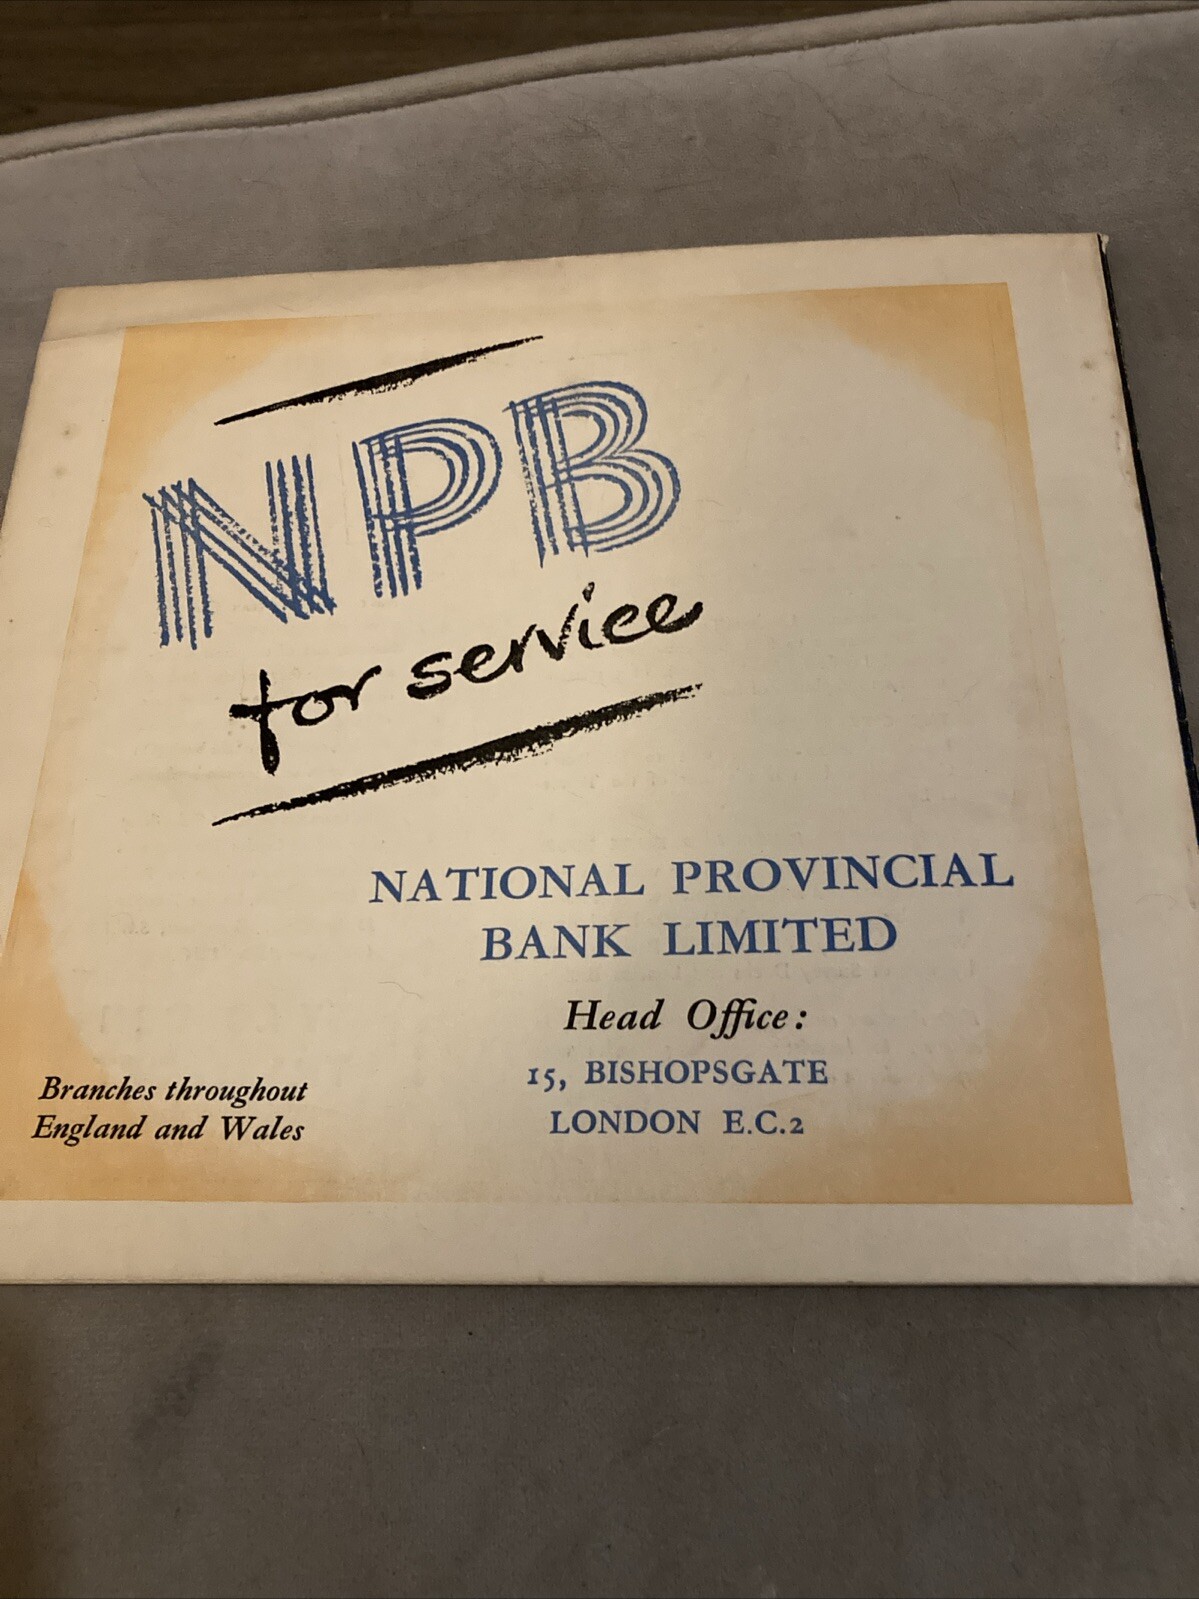 NPB
for service
NATIONAL PROVINCIAL
BANK LIMITED
Head Office:
15, BISHOPSGATE
LONDON E.C.2
Branches throughout
England and Wales